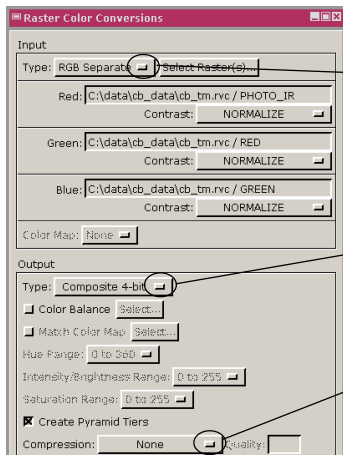 Raster Color Conversions
Input
Type: RGB Separate Select Raster(s)...
Red: C:\data\cb_data\cb_tm.rvc / PHOTO_IR
Contrast: NORMALIZE
Green: C:\data\cb_data\cb_tm.rvc / RED
Contrast: NORMALIZE
Blue: C:\data\cb_data\cb_tm.rvc / GREEN
Contrast: NORMALIZE
Color Map: None
Output
Type: Composite 4-bit
Color Balance Select...
Match Color Map Select...
Hue Range: 0 to 360
Intensity/Brightness Range: 0 to 255
Saturation Range: 0 to 255
Create Pyramid Tiers
Compression: None Quality: